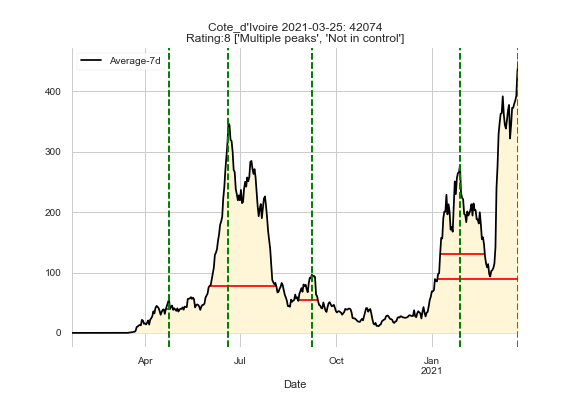 Cote_d'Ivoire 2021-03-25: 42074
Rating:8 ['Multiple peaks', 'Not in control']
Average-7d
400
300
200
100
0
Apr
Jul
Oct
Jan
2021
Date